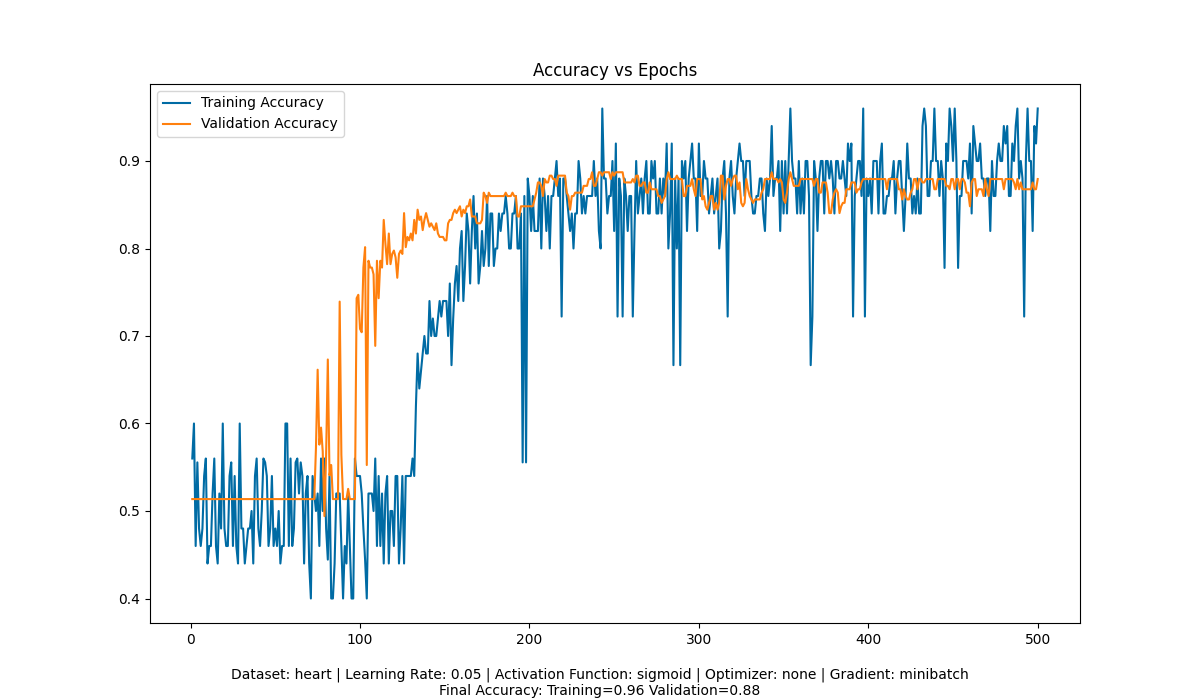 Accuracy vs Epochs
Training Accuracy
Validation Accuracy
0.9
0.8
0.7
0.6
0.5
0.4
0 100 200 300 400 500
Dataset: heart | Learning Rate: 0.05 | Activation Function: sigmoid | Optimizer: none | Gradient: minibatch
Final Accuracy: Training=0.96 Validation=0.88